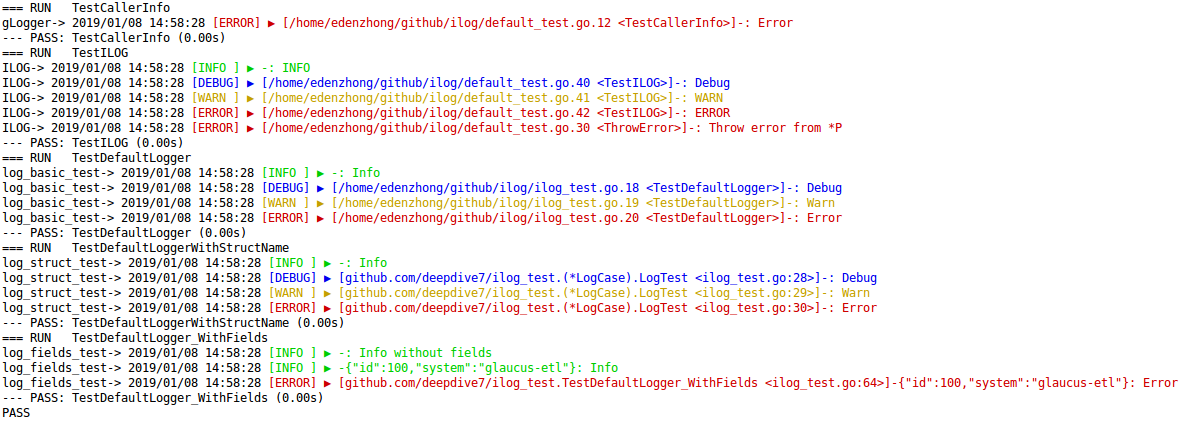 === RUN   TestCallerInfo
gLogger-> 2019/01/08 14:58:28 [ERROR] ▶ [/home/edenzhong/github/ilog/default_test.go.12 <TestCallerInfo>]-: Error
--- PASS: TestCallerInfo (0.00s)
=== RUN   TestILOG
ILOG-> 2019/01/08 14:58:28 [INFO ] ▶ -: INFO
ILOG-> 2019/01/08 14:58:28 [DEBUG] ▶ [/home/edenzhong/github/ilog/default_test.go.40 <TestILOG>]-: Debug
ILOG-> 2019/01/08 14:58:28 [WARN ] ▶ [/home/edenzhong/github/ilog/default_test.go.41 <TestILOG>]-: WARN
ILOG-> 2019/01/08 14:58:28 [ERROR] ▶ [/home/edenzhong/github/ilog/default_test.go.42 <TestILOG>]-: ERROR
ILOG-> 2019/01/08 14:58:28 [ERROR] ▶ [/home/edenzhong/github/ilog/default_test.go.30 <ThrowError>]-: Throw error from *P
--- PASS: TestILOG (0.00s)
=== RUN   TestDefaultLogger
log_basic_test-> 2019/01/08 14:58:28 [INFO ] ▶ -: Info
log_basic_test-> 2019/01/08 14:58:28 [DEBUG] ▶ [/home/edenzhong/github/ilog/ilog_test.go.18 <TestDefaultLogger>]-: Debug
log_basic_test-> 2019/01/08 14:58:28 [WARN ] ▶ [/home/edenzhong/github/ilog/ilog_test.go.19 <TestDefaultLogger>]-: Warn
log_basic_test-> 2019/01/08 14:58:28 [ERROR] ▶ [/home/edenzhong/github/ilog/ilog_test.go.20 <TestDefaultLogger>]-: Error
--- PASS: TestDefaultLogger (0.00s)
=== RUN   TestDefaultLoggerWithStructName
log_struct_test-> 2019/01/08 14:58:28 [INFO ] ▶ -: Info
log_struct_test-> 2019/01/08 14:58:28 [DEBUG] ▶ [github.com/deepdive7/ilog_test.(*LogCase).LogTest <ilog_test.go:28>]-: Debug
log_struct_test-> 2019/01/08 14:58:28 [WARN ] ▶ [github.com/deepdive7/ilog_test.(*LogCase).LogTest <ilog_test.go:29>]-: Warn
log_struct_test-> 2019/01/08 14:58:28 [ERROR] ▶ [github.com/deepdive7/ilog_test.(*LogCase).LogTest <ilog_test.go:30>]-: Error
--- PASS: TestDefaultLoggerWithStructName (0.00s)
=== RUN   TestDefaultLogger_WithFields
log_fields_test-> 2019/01/08 14:58:28 [INFO ] ▶ -: Info without fields
log_fields_test-> 2019/01/08 14:58:28 [INFO ] ▶ -{"id":100,"system":"glaucus-etl"}: Info
log_fields_test-> 2019/01/08 14:58:28 [ERROR] ▶ [github.com/deepdive7/ilog_test.TestDefaultLogger_WithFields <ilog_test.go:64>]-{"id":100,"system":"glaucus-etl"}: Error
--- PASS: TestDefaultLogger_WithFields (0.00s)
PASS